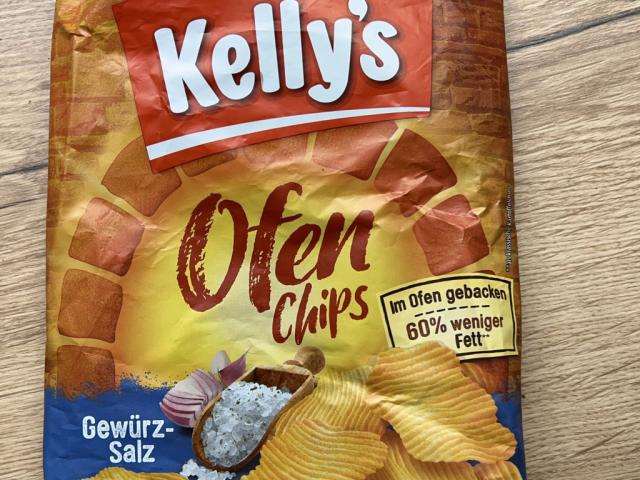 Kelly's
Ofen
Chips
Im Ofen gebacken
60% weniger
Fett**
Gewürz-
Salz